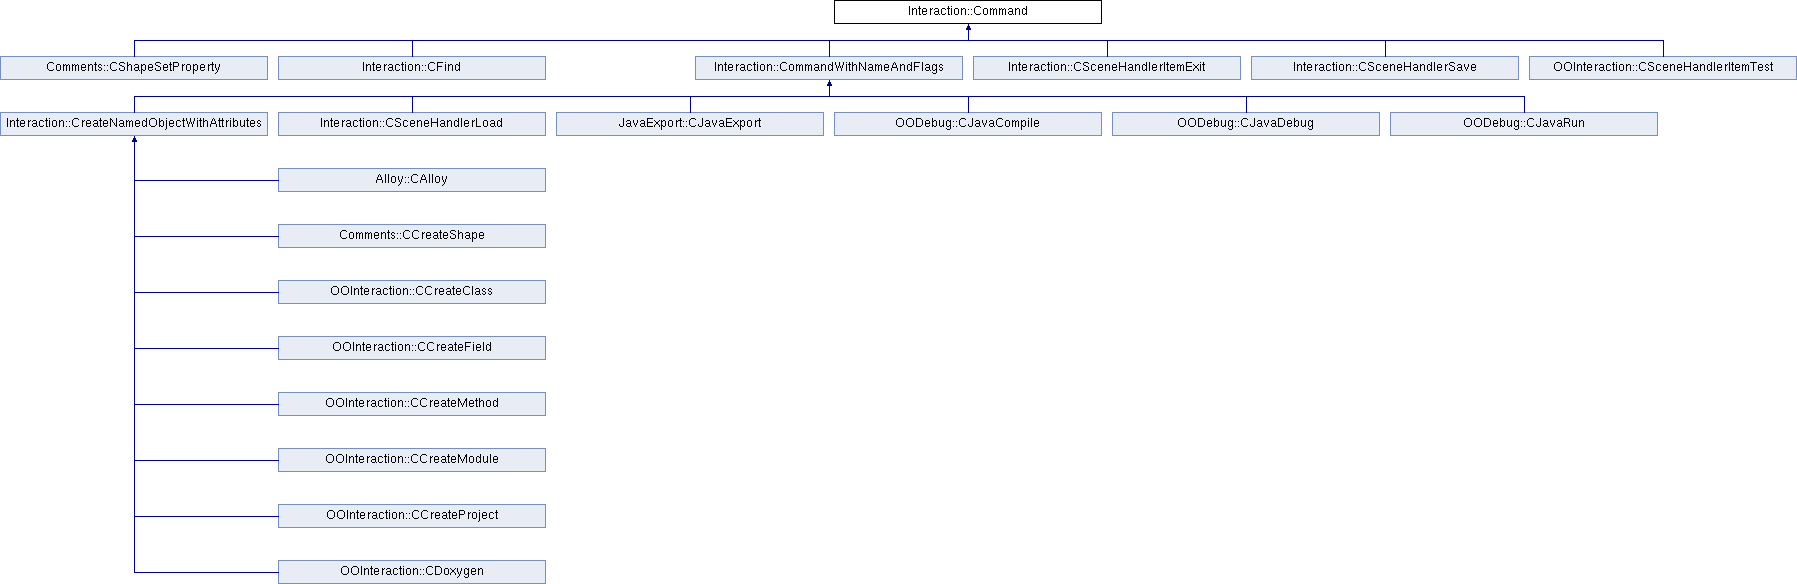 Interaction::Command
Comments::CShapeSetProperty
Interaction::CFind
Interaction::CommandWithNameAndFlags
Interaction::CSceneHandlerItemExit
Interaction::CSceneHandlerSave
OOInteraction::CSceneHandlerItemTest
Interaction::CreateNamedObjectWithAttributes
Interaction::CSceneHandlerLoad
JavaExport::CJavaExport
OODebug::CJavaCompile
OODebug::CJavaDebug
OODebug::CJavaRun
Alloy::CAlloy
Comments::CCreateShape
OOInteraction::CCreateClass
OOInteraction::CCreateField
OOInteraction::CCreateMethod
OOInteraction::CCreateModule
OOInteraction::CCreateProject
OOInteraction::CDoxygen